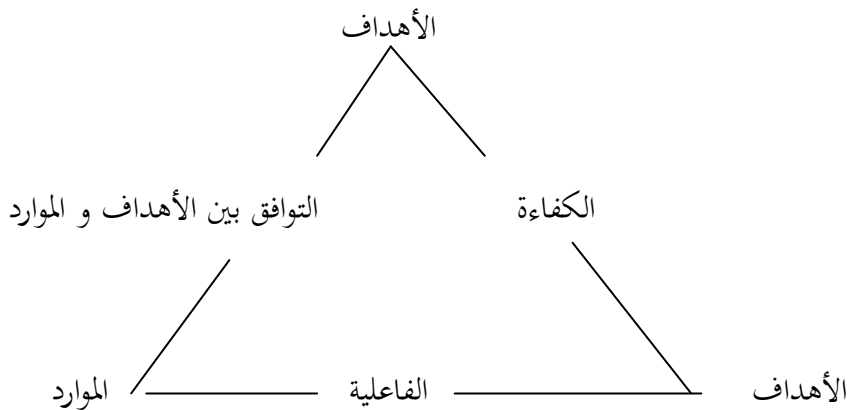 الأهداف
الكفاءة
التوافق بين الأهداف و الموارد
الأهداف
الفاعلية
الموارد